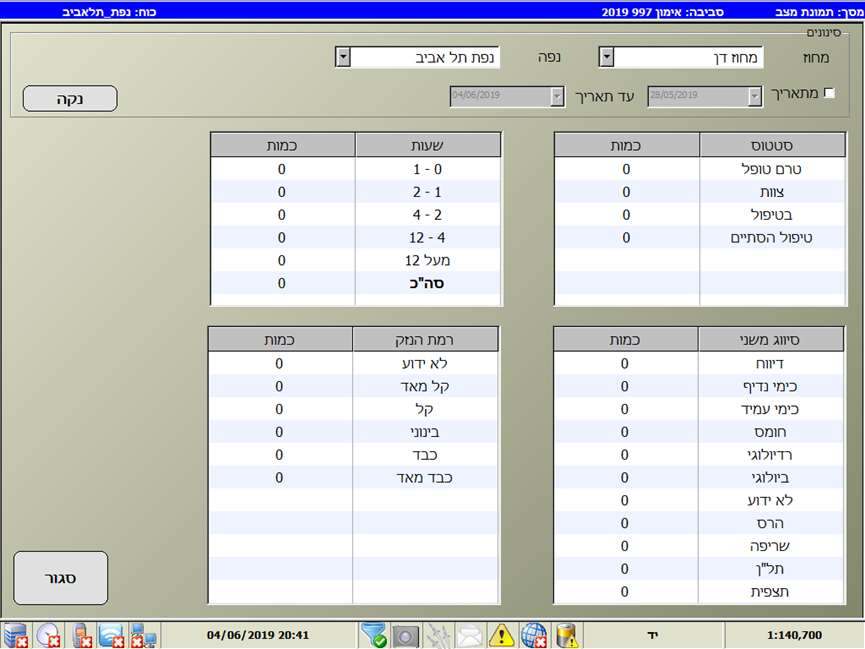 מסך: תמונת מצב סביבה: אימון 997 2019 כוח: נפת_תלאביב
סינונים
מחוז מחוז דן נפה נפת תל אביב
מתאריך 28/05/2019 עד תאריך 04/06/2019
נקה
סטטוס כמות
טרם טופל 0
צוות 0
בטיפול 0
טיפול הסתיים 0
שעות כמות
0 - 1 0
1 - 2 0
2 - 4 0
4 - 12 0
מעל 12 0
סה"כ 0
סיווג משני כמות
דיווח 0
כימי נדיף 0
כימי עמיד 0
חומס 0
רדיולוגי 0
ביולוגי 0
לא ידוע 0
הרס 0
שריפה 0
תל"ן 0
תצפית 0
רמת הנזק כמות
לא ידוע 0
קל מאד 0
קל 0
בינוני 0
כבד 0
כבד מאד 0
סגור
1:140,700 יד 04/06/2019 20:41